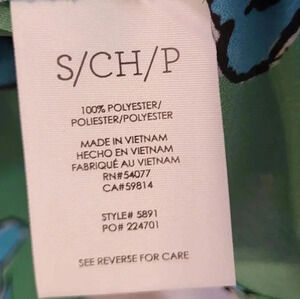 S/CH/P
100% POLYESTER/
POLIESTER/POLYESTER
MADE IN VIETNAM
HECHO EN VIETNAM
FABRIQUÉ AU VIETNAM
RN#54077
CA#59814
STYLE# 5891
PO# 224701
SEE REVERSE FOR CARE